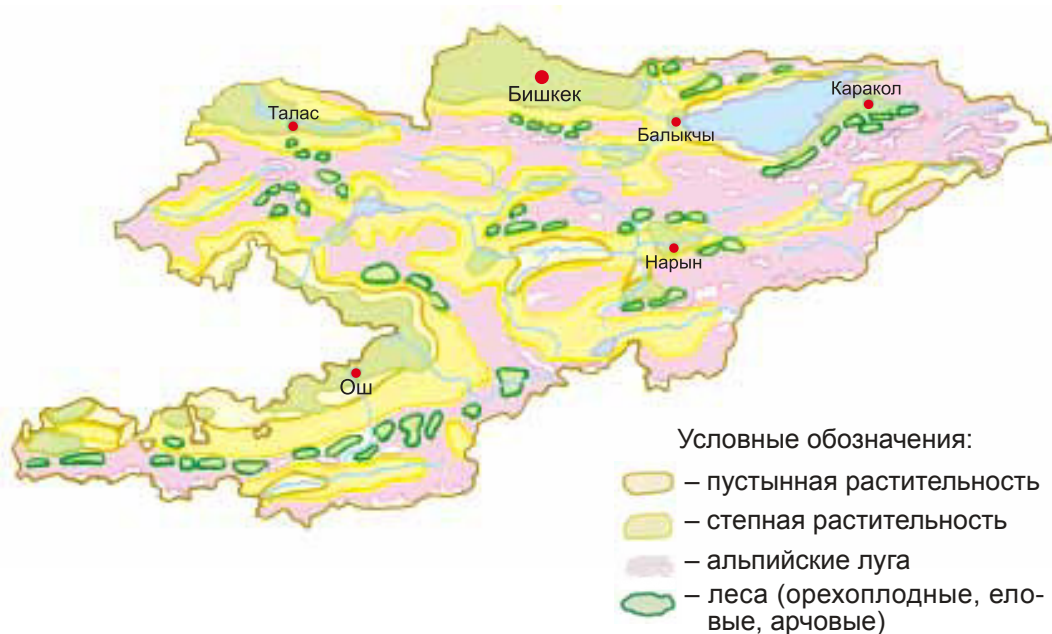 Бишкек
Каракол
Талас
Балыкчы
Нарын
Ош
Условные обозначения:
– пустынная растительность
– степная растительность
– альпийские луга
– леса (орехоплодные, ело-
вые, арчовые)